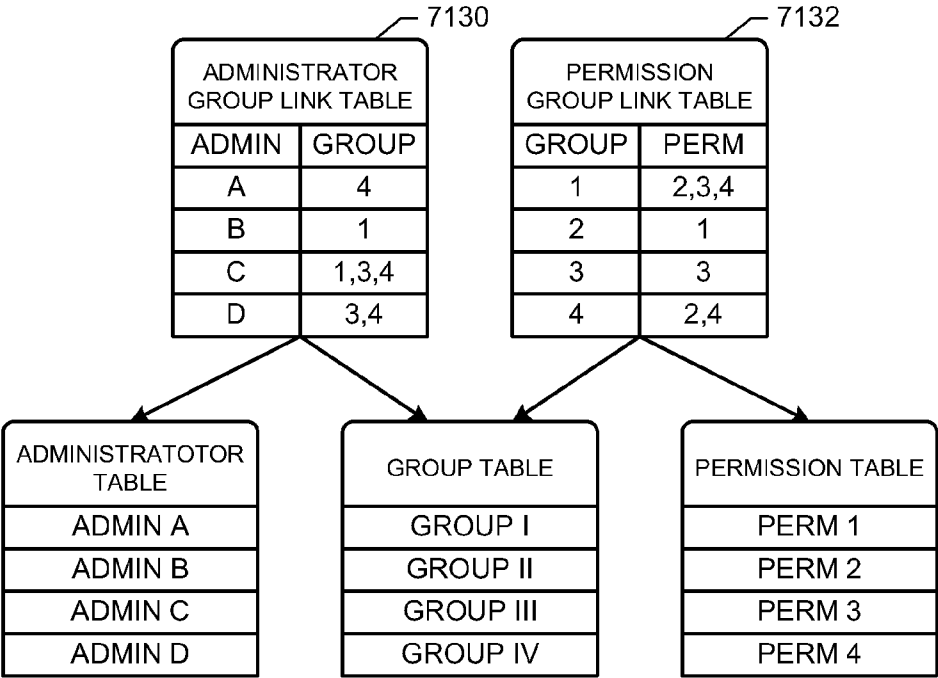 7130
7132
ADMINISTRATOR
GROUP LINK TABLE
ADMIN GROUP
A 4
B 1
C 1,3,4
D 3,4
PERMISSION
GROUP LINK TABLE
GROUP PERM
1 2,3,4
2 1
3 3
4 2,4
ADMINISTRATOTOR
TABLE
ADMIN A
ADMIN B
ADMIN C
ADMIN D
GROUP TABLE
GROUP I
GROUP II
GROUP III
GROUP IV
PERMISSION TABLE
PERM 1
PERM 2
PERM 3
PERM 4